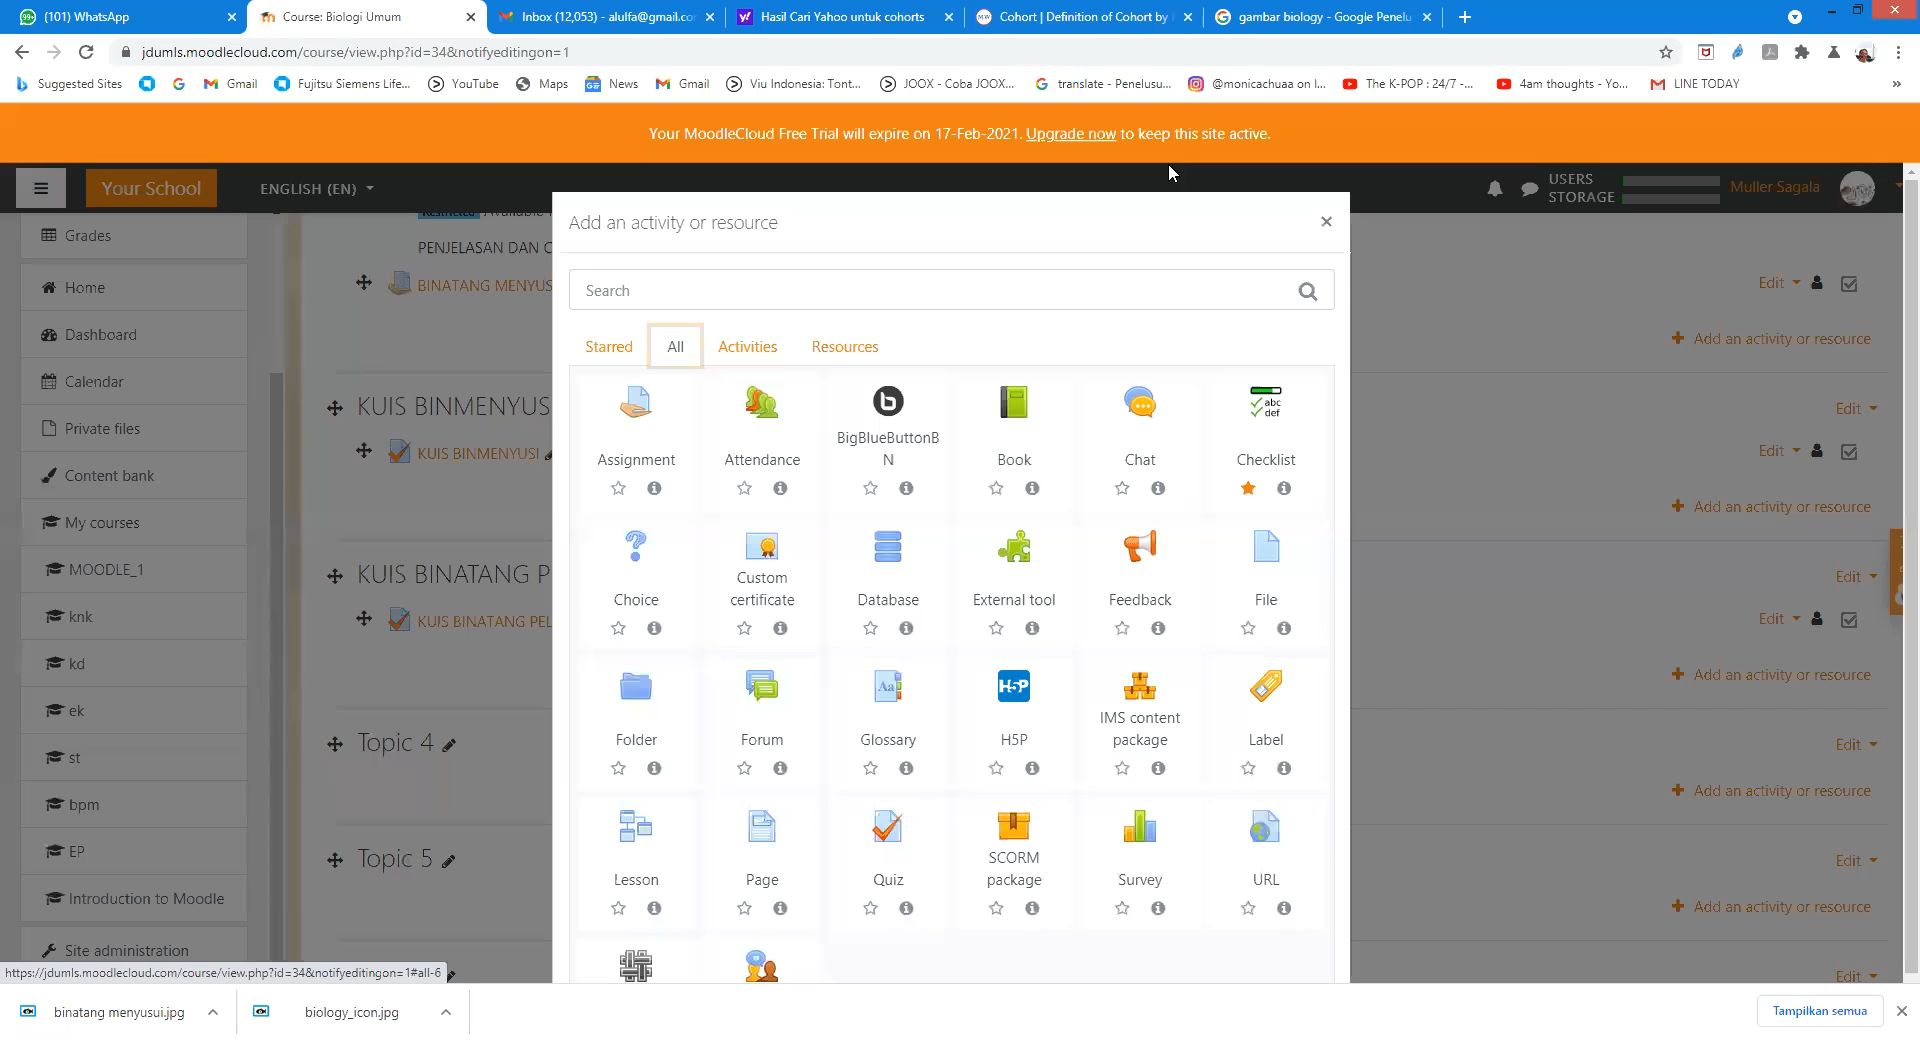 (101) WhatsApp
Course: Biologi Umum
Inbox (12,053) - alulfa@gmail.co
Hasil Cari Yahoo untuk cohorts
Cohort | Definition of Cohort by
gambar biology - Google Penelu
jdumls.moodlecloud.com/course/view.php?id=34&notifyeditingon=1
Suggested Sites
Gmail
Fujitsu Siemens Life...
YouTube
Maps
News
Gmail
Viu Indonesia: Tont...
JOOX - Coba JOOX...
translate - Penelusu...
@monicachuaa on I...
The K-POP : 24/7 -...
4am thoughts - Yo...
LINE TODAY
»
Your MoodleCloud Free Trial will expire on 17-Feb-2021. Upgrade now to keep this site active.
Your School
ENGLISH (EN)
USERS
STORAGE
Muller Sagala
Grades
Home
Dashboard
Calendar
Private files
Content bank
My courses
MOODLE_1
knk
kd
ek
st
bpm
EP
Introduction to Moodle
Site administration
Restricted
PENJELASAN DAN C
BINATANG MENYUS
Edit
Add an activity or resource
KUIS BINMENYUS
Edit
KUIS BINMENYUSI
Edit
Add an activity or resource
KUIS BINATANG P
Edit
KUIS BINATANG PEL
Edit
Add an activity or resource
Topic 4
Edit
Add an activity or resource
Topic 5
Edit
Add an activity or resource
Edit
Add an activity or resource
Search
Starred
All
Activities
Resources
Assignment
Attendance
BigBlueButtonB
N
Book
Chat
Checklist
abc
def
Choice
Custom
certificate
Database
External tool
Feedback
File
Folder
Forum
Aa
Glossary
H-P
H5P
IMS content
package
Label
Lesson
Page
Quiz
SCORM
package
Survey
URL
https://jdumls.moodlecloud.com/course/view.php?id=34&notifyeditingon=1#all-6
binatang menyusui.jpg
biology_icon.jpg
Tampilkan semua